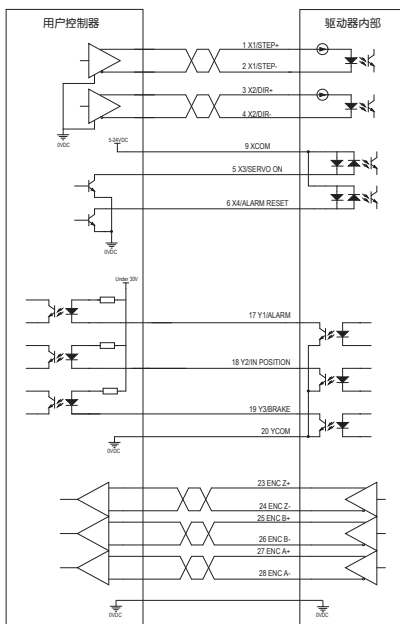 用户控制器
驱动器内部
1 X1/STEP+
2 X1/STEP-
3 X2/DIR+
4 X2/DIR-
0VDC
5-24VDC
9 XCOM
5 X3/SERVO ON
6 X4/ALARM RESET
0VDC
Under 30V
17 Y1/ALARM
18 Y2/IN POSITION
19 Y3/BRAKE
20 YCOM
0VDC
23 ENC Z+
24 ENC Z-
25 ENC B+
26 ENC B-
27 ENC A+
28 ENC A-
0VDC
0VDC